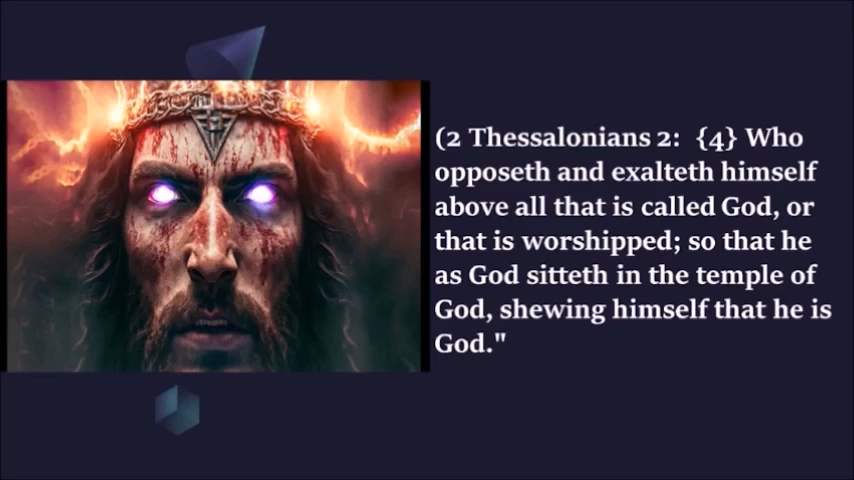 (2 Thessalonians 2: {4} Who
opposeth and exalteth himself
above all that is called God, or
that is worshipped; so that he
as God sitteth in the temple of
God, shewing himself that he is
God."